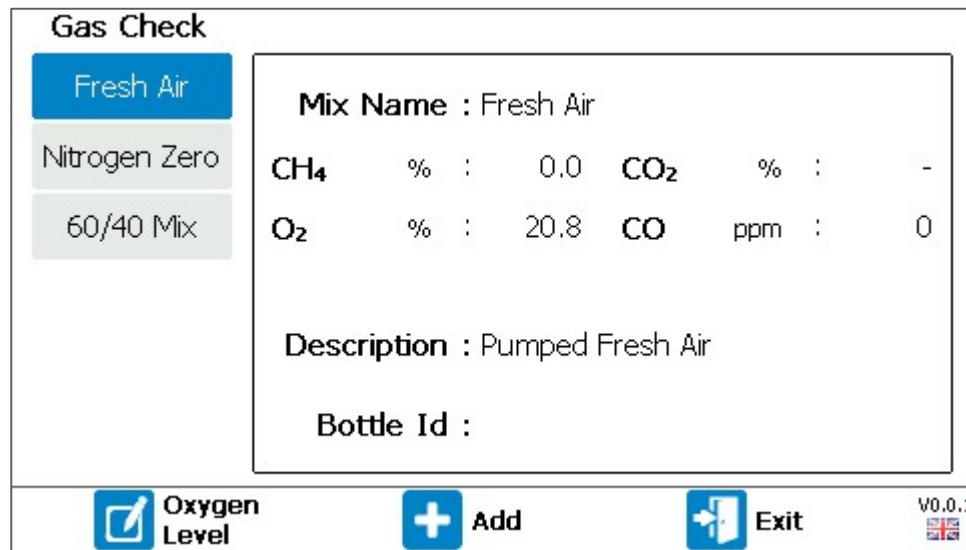 Gas Check
Fresh Air
Nitrogen Zero
60/40 Mix
Mix Name : Fresh Air
CH₄ % : 0.0 CO₂ % : -
O₂ % : 20.8 CO ppm : 0
Description : Pumped Fresh Air
Bottle Id :
Oxygen Level
Add
Exit